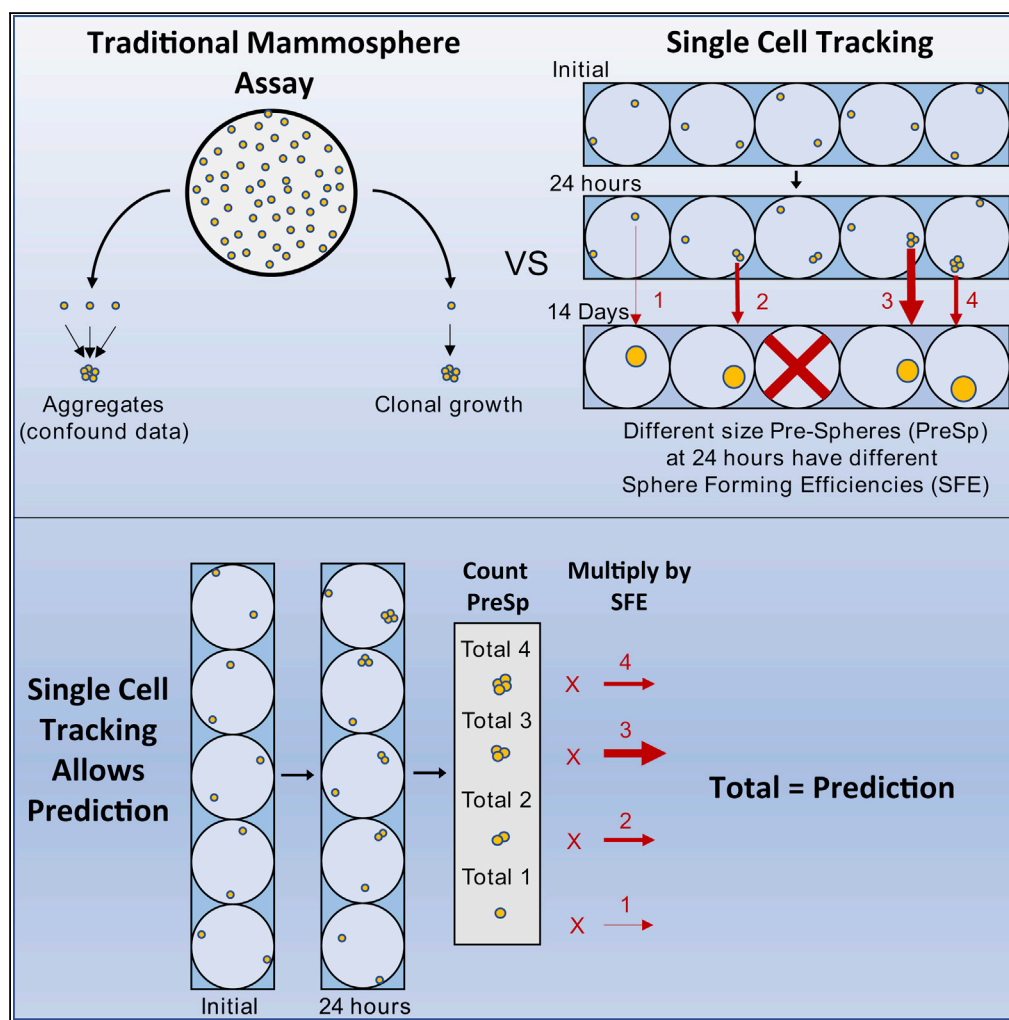 Traditional Mammosphere
Assay
Single Cell Tracking
Initial
24 hours
VS
1
2
3
4
14 Days
Aggregates
(confound data)
Clonal growth
Different size Pre-Spheres (PreSp)
at 24 hours have different
Sphere Forming Efficiencies (SFE)
Single Cell
Tracking
Allows
Prediction
Initial
24 hours
Count
PreSp
Multiply by
SFE
Total 4
X
4
Total 3
X
3
Total 2
X
2
Total 1
X
1
Total = Prediction